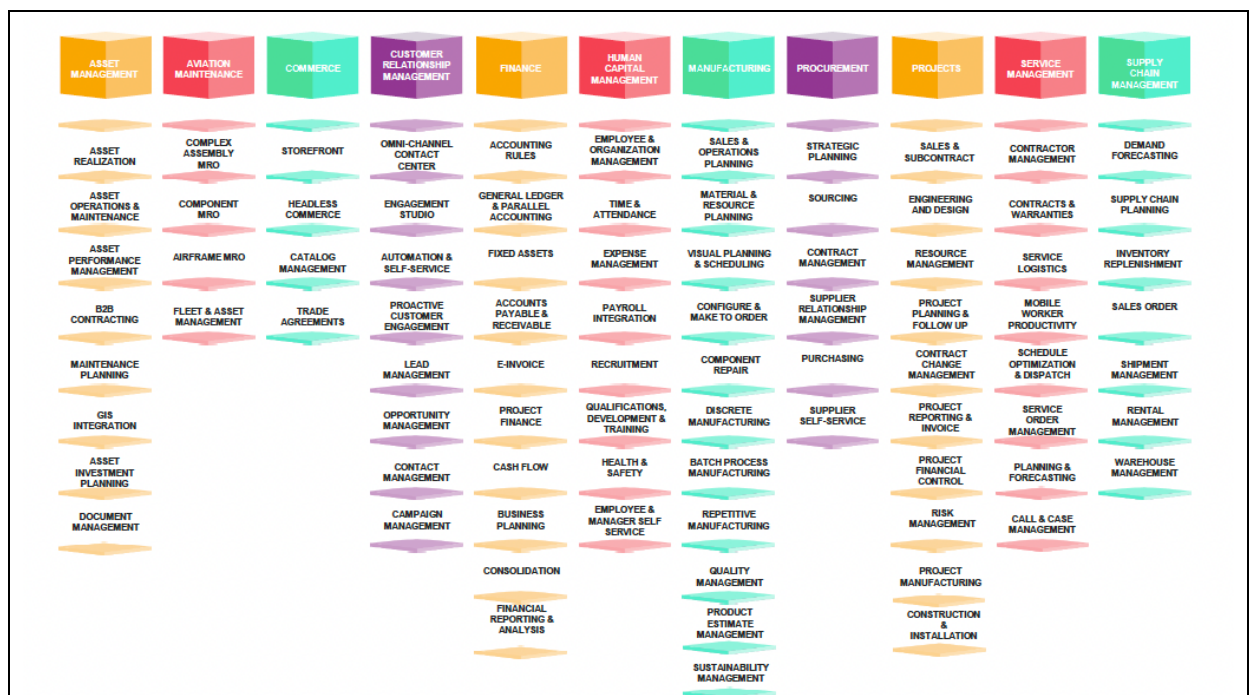 ASSET
MANAGEMENT
AVIATION
MAINTENANCE
COMMERCE
CUSTOMER
RELATIONSHIP
MANAGEMENT
FINANCE
HUMAN
CAPITAL
MANAGEMENT
MANUFACTURING
PROCUREMENT
PROJECTS
SERVICE
MANAGEMENT
SUPPLY
CHAIN
MANAGEMENT
ASSET
REALIZATION
ASSET
OPERATIONS &
MAINTENANCE
ASSET
PERFORMANCE
MANAGEMENT
B2B
CONTRACTING
MAINTENANCE
PLANNING
GIS
INTEGRATION
ASSET
INVESTMENT
PLANNING
DOCUMENT
MANAGEMENT
COMPLEX
ASSEMBLY
MRO
COMPONENT
MRO
AIRFRAME MRO
FLEET & ASSET
MANAGEMENT
STOREFRONT
HEADLESS
COMMERCE
CATALOG
MANAGEMENT
TRADE
AGREEMENTS
OMNI-CHANNEL
CONTACT
CENTER
ENGAGEMENT
STUDIO
AUTOMATION &
SELF-SERVICE
PROACTIVE
CUSTOMER
ENGAGEMENT
LEAD
MANAGEMENT
OPPORTUNITY
MANAGEMENT
CONTACT
MANAGEMENT
CAMPAIGN
MANAGEMENT
ACCOUNTING
RULES
GENERAL LEDGER
& PARALLEL
ACCOUNTING
FIXED ASSETS
ACCOUNTS
PAYABLE &
RECEIVABLE
E-INVOICE
PROJECT
FINANCE
CASH FLOW
BUSINESS
PLANNING
CONSOLIDATION
FINANCIAL
REPORTING &
ANALYSIS
EMPLOYEE &
ORGANIZATION
MANAGEMENT
TIME &
ATTENDANCE
EXPENSE
MANAGEMENT
PAYROLL
INTEGRATION
RECRUITMENT
QUALIFICATIONS,
DEVELOPMENT &
TRAINING
HEALTH &
SAFETY
EMPLOYEE &
MANAGER SELF
SERVICE
SALES &
OPERATIONS
PLANNING
MATERIAL &
RESOURCE
PLANNING
VISUAL PLANNING
& SCHEDULING
CONFIGURE &
MAKE TO ORDER
COMPONENT
REPAIR
DISCRETE
MANUFACTURING
BATCH PROCESS
MANUFACTURING
REPETITIVE
MANUFACTURING
QUALITY
MANAGEMENT
PRODUCT
ESTIMATE
MANAGEMENT
SUSTAINABILITY
MANAGEMENT
STRATEGIC
PLANNING
SOURCING
CONTRACT
MANAGEMENT
SUPPLIER
RELATIONSHIP
MANAGEMENT
PURCHASING
SUPPLIER
SELF-SERVICE
SALES &
SUBCONTRACT
ENGINEERING
AND DESIGN
RESOURCE
MANAGEMENT
PROJECT
PLANNING &
FOLLOW UP
CONTRACT
CHANGE
MANAGEMENT
PROJECT
REPORTING &
INVOICE
PROJECT
FINANCIAL
CONTROL
RISK
MANAGEMENT
PROJECT
MANUFACTURING
CONSTRUCTION
&
INSTALLATION
CONTRACTOR
MANAGEMENT
CONTRACTS &
WARRANTIES
SERVICE
LOGISTICS
MOBILE
WORKER
PRODUCTIVITY
SCHEDULE
OPTIMIZATION
& DISPATCH
SERVICE
ORDER
MANAGEMENT
PLANNING &
FORECASTING
CALL & CASE
MANAGEMENT
DEMAND
FORECASTING
SUPPLY CHAIN
PLANNING
INVENTORY
REPLENISHMENT
SALES ORDER
SHIPMENT
MANAGEMENT
RENTAL
MANAGEMENT
WAREHOUSE
MANAGEMENT